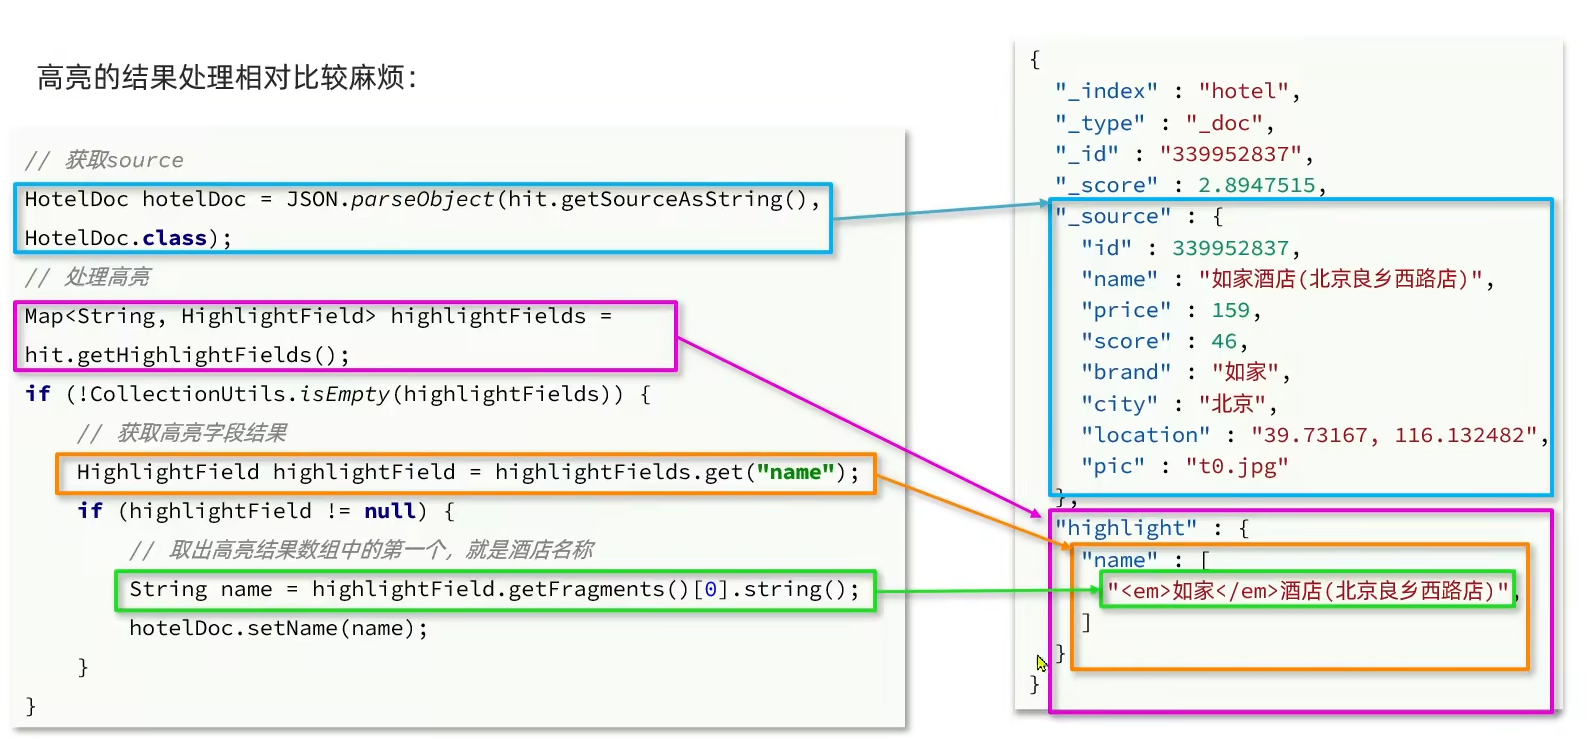 高亮的结果处理相对比较麻烦：
// 获取source
HotelDoc hotelDoc = JSON.parseObject(hit.getSourceAsString(),
HotelDoc.class);
// 处理高亮
Map<String, HighlightField> highlightFields =
hit.getHighlightFields();
if (!CollectionUtils.isEmpty(highlightFields)) {
// 获取高亮字段结果
HighlightField highlightField = highlightFields.get("name");
if (highlightField != null) {
// 取出高亮结果数组中的第一个，就是酒店名称
String name = highlightField.getFragments()[0].string();
hotelDoc.setName(name);
}
}
{
"_index" : "hotel",
"_type" : "_doc",
"_id" : "339952837",
"_score" : 2.8947515,
"_source" : {
"id" : 339952837,
"name" : "如家酒店(北京良乡西路店)",
"price" : 159,
"score" : 46,
"brand" : "如家",
"city" : "北京",
"location" : "39.73167, 116.132482",
"pic" : "t0.jpg"
},
"highlight" : {
"name" : [
"<em>如家</em>酒店(北京良乡西路店)",
]
}
}